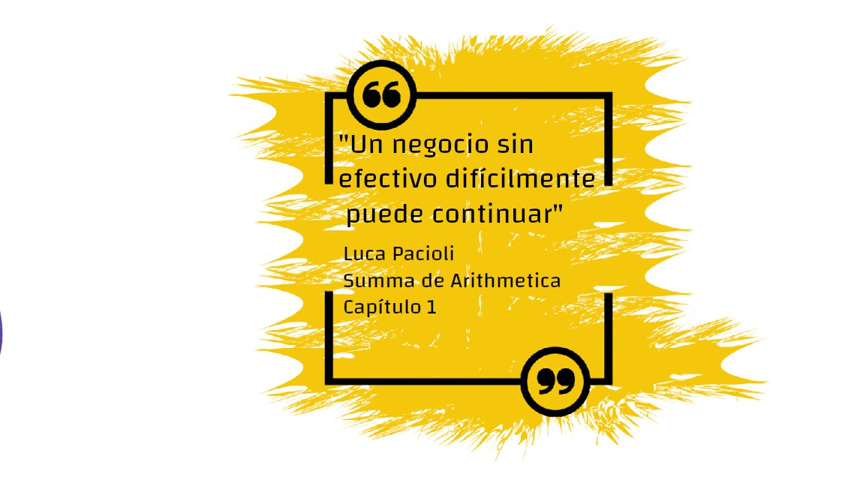 "Un negocio sin
efectivo difícilmente
puede continuar"
Luca Pacioli
Summa de Arithmetica
Capítulo 1